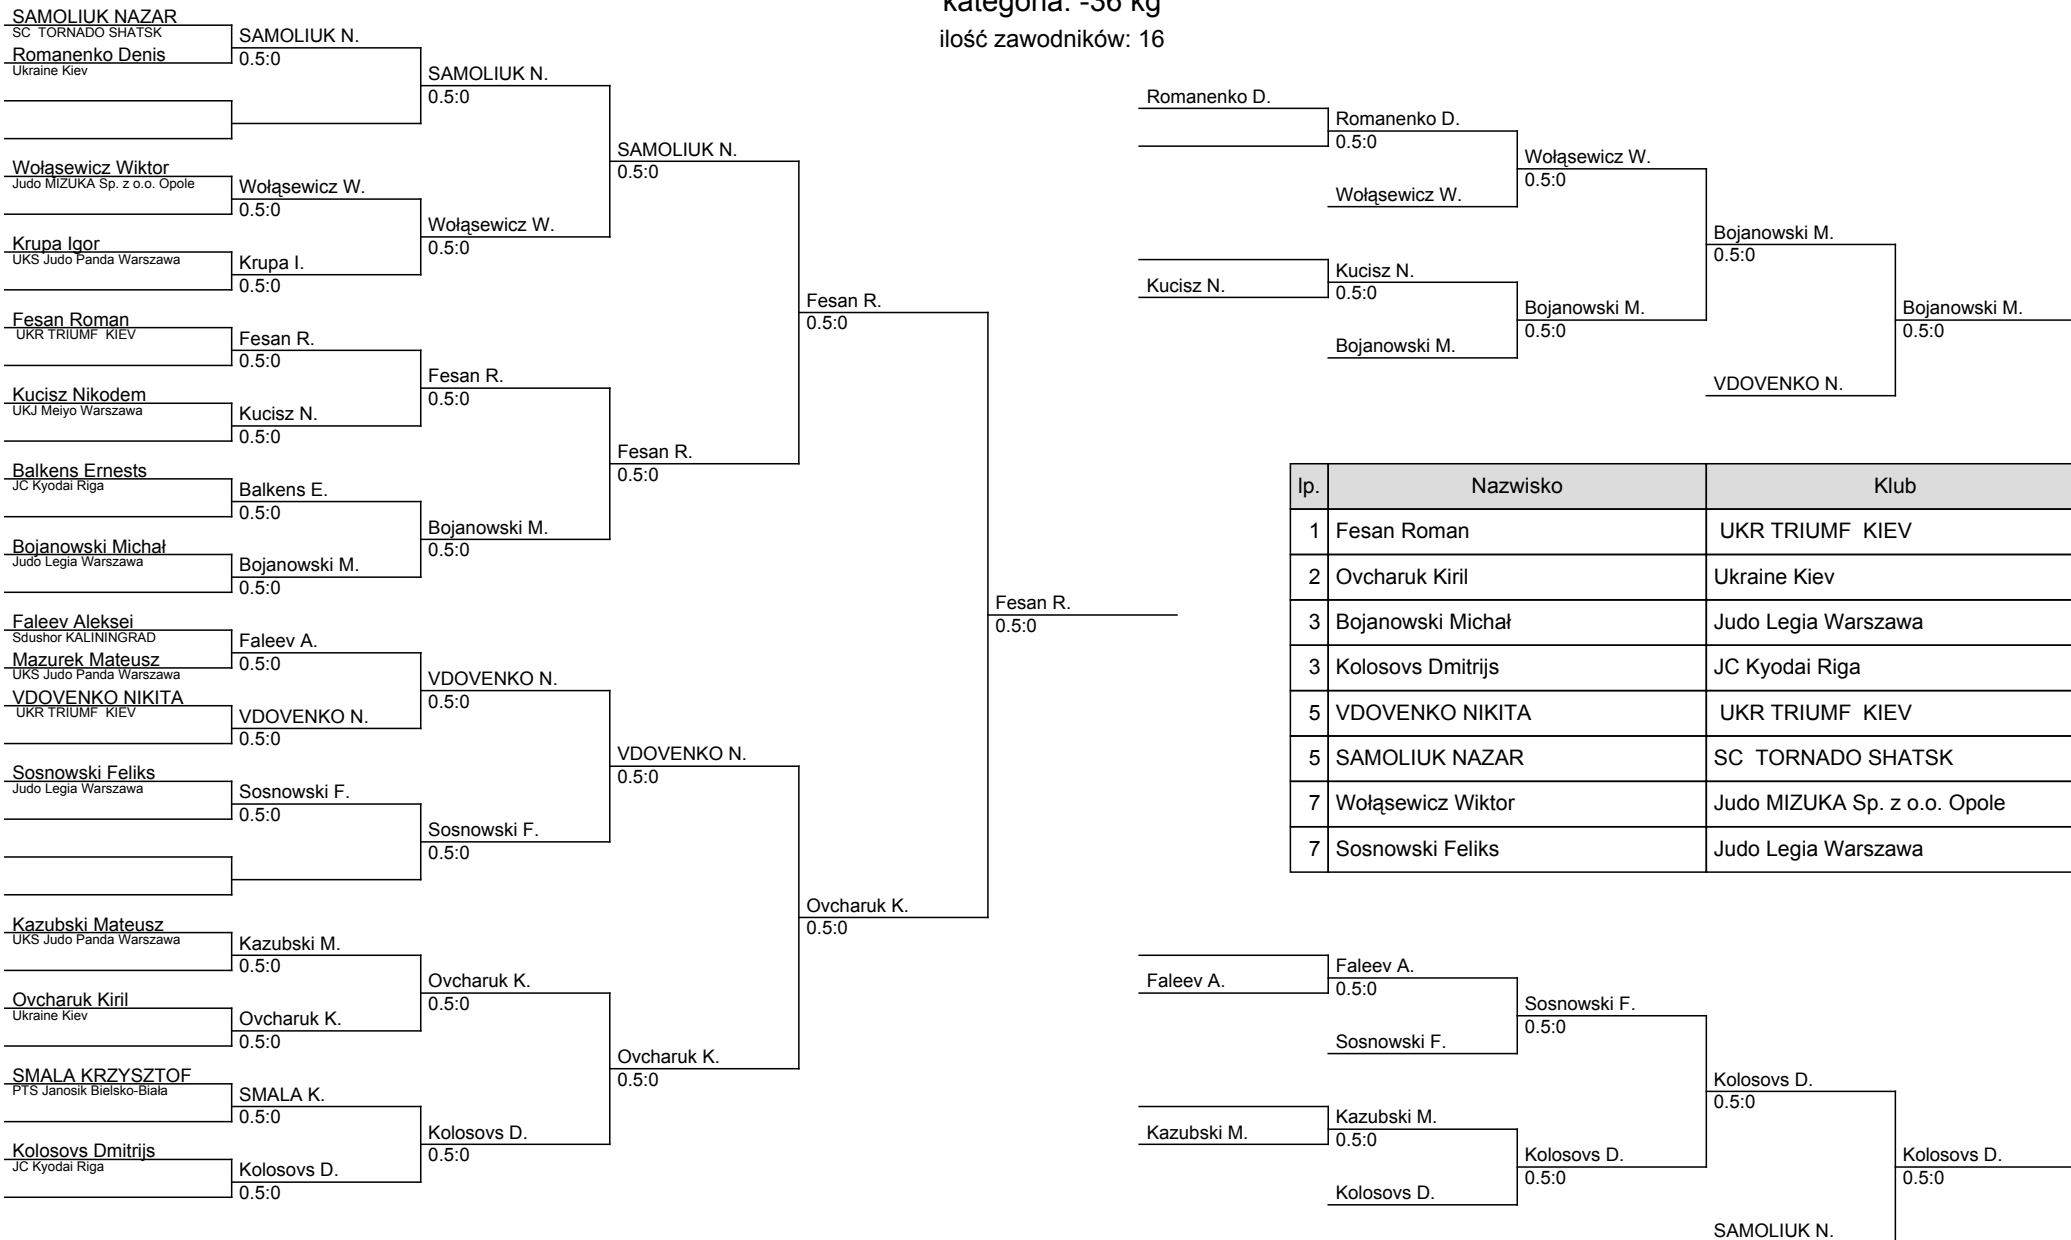 kategoria: -36 kg
ilość zawodników: 16
SAMOLIUK NAZAR
SC TORNADO SHATSK
Romanenko Denis
Ukraine Kiev
Wołąsewicz Wiktor
Judo MIZUKA Sp. z o.o. Opole
Krupa Igor
UKS Judo Panda Warszawa
Fesan Roman
UKR TRIUMF KIEV
Kucisz Nikodem
UKJ Meiyo Warszawa
Balkens Ernests
JC Kyodai Riga
Bojanowski Michał
Judo Legia Warszawa
Faleev Aleksei
Sdushor KALININGRAD
Mazurek Mateusz
UKS Judo Panda Warszawa
VDOVENKO NIKITA
UKR TRIUMF KIEV
Sosnowski Feliks
Judo Legia Warszawa
Kazubski Mateusz
UKS Judo Panda Warszawa
Ovcharuk Kiril
Ukraine Kiev
SMALA KRZYSZTOF
PTS Janosik Bielsko-Biała
Kolosovs Dmitrijs
JC Kyodai Riga
SAMOLIUK N.
0.5:0
Wołąsewicz W.
0.5:0
Krupa I.
0.5:0
Fesan R.
0.5:0
Kucisz N.
0.5:0
Balkens E.
0.5:0
Bojanowski M.
0.5:0
Faleev A.
0.5:0
VDOVENKO N.
0.5:0
Sosnowski F.
0.5:0
Kazubski M.
0.5:0
Ovcharuk K.
0.5:0
SMALA K.
0.5:0
Kolosovs D.
0.5:0
SAMOLIUK N.
0.5:0
Wołąsewicz W.
0.5:0
Fesan R.
0.5:0
Bojanowski M.
0.5:0
VDOVENKO N.
0.5:0
Sosnowski F.
0.5:0
Ovcharuk K.
0.5:0
Kolosovs D.
0.5:0
SAMOLIUK N.
0.5:0
Fesan R.
0.5:0
VDOVENKO N.
0.5:0
Ovcharuk K.
0.5:0
Fesan R.
0.5:0
Ovcharuk K.
0.5:0
Fesan R.
0.5:0
Romanenko D.
Kucisz N.
Romanenko D.
0.5:0
Wołąsewicz W.
Kucisz N.
0.5:0
Bojanowski M.
Wołąsewicz W.
0.5:0
Bojanowski M.
0.5:0
Bojanowski M.
0.5:0
VDOVENKO N.
Bojanowski M.
0.5:0
lp. Nazwisko Klub
1 Fesan Roman UKR TRIUMF KIEV
2 Ovcharuk Kiril Ukraine Kiev
3 Bojanowski Michał Judo Legia Warszawa
3 Kolosovs Dmitrijs JC Kyodai Riga
5 VDOVENKO NIKITA UKR TRIUMF KIEV
5 SAMOLIUK NAZAR SC TORNADO SHATSK
7 Wołąsewicz Wiktor Judo MIZUKA Sp. z o.o. Opole
7 Sosnowski Feliks Judo Legia Warszawa
Faleev A.
Kazubski M.
Faleev A.
0.5:0
Sosnowski F.
Kazubski M.
0.5:0
Kolosovs D.
Sosnowski F.
0.5:0
Kolosovs D.
0.5:0
Kolosovs D.
0.5:0
SAMOLIUK N.
Kolosovs D.
0.5:0